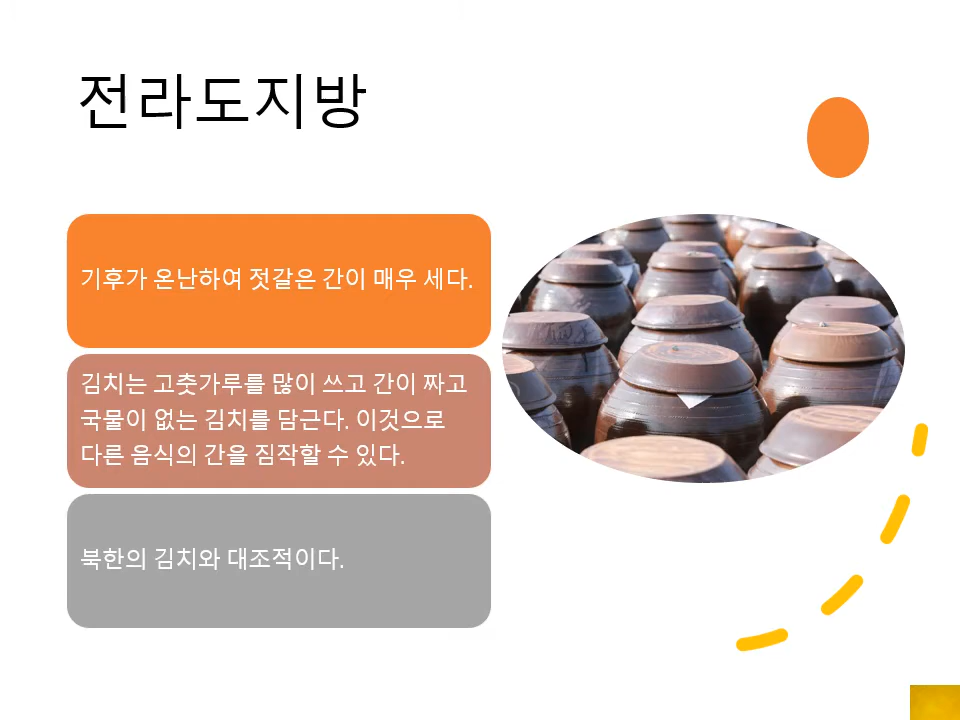 전라도지방
기후가 온난하여 젓갈은 간이 매우 세다.
김치는 고춧가루를 많이 쓰고 간이 짜고
국물이 없는 김치를 담근다. 이것으로
다른 음식의 간을 짐작할 수 있다.
북한의 김치와 대조적이다.